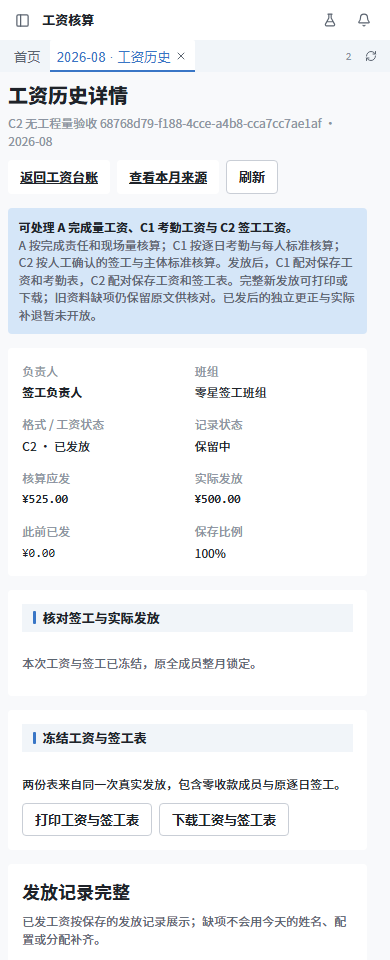 工资核算
首页
2026-08 · 工资历史 ×
2
工资历史详情
C2 无工程量验收 68768d79-f188-4cce-a4b8-cca7cc7ae1af ·
2026-08
返回工资台账
查看本月来源
刷新
可处理 A 完成量工资、C1 考勤工资与 C2 签工工资。
A 按完成责任和现场量核算；C1 按逐日考勤与每人标准核算；
C2 按人工确认的签工与主体标准核算。发放后，C1 配对保存工
资和考勤表，C2 配对保存工资和签工表。完整新发放可打印或
下载；旧资料缺项仍保留原文供核对。已发后的独立更正与实际
补退暂未开放。
负责人
班组
签工负责人
零星签工班组
格式 / 工资状态
记录状态
C2 · 已发放
保留中
核算应发
实际发放
¥525.00
¥500.00
此前已发
保存比例
¥0.00
100%
核对签工与实际发放
本次工资与签工已冻结，原全成员整月锁定。
冻结工资与签工表
两份表来自同一次真实发放，包含零收款成员与原逐日签工。
打印工资与签工表
下载工资与签工表
发放记录完整
已发工资按保存的发放记录展示；缺项不会用今天的姓名、配
置或分配补齐。